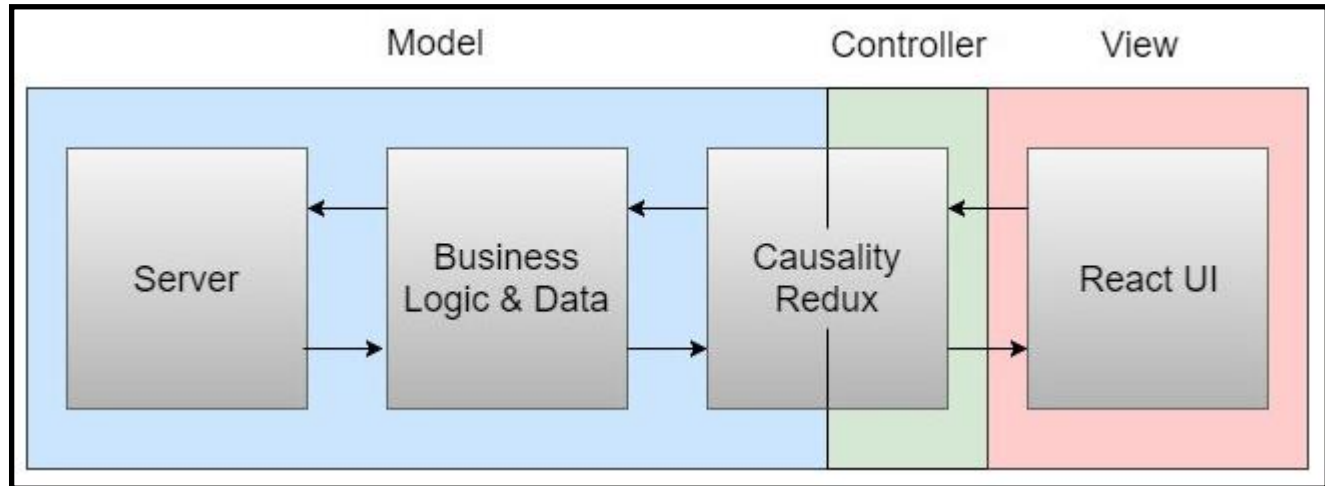 Model
Controller
View
Server
Business
Logic & Data
Causality
Redux
React UI